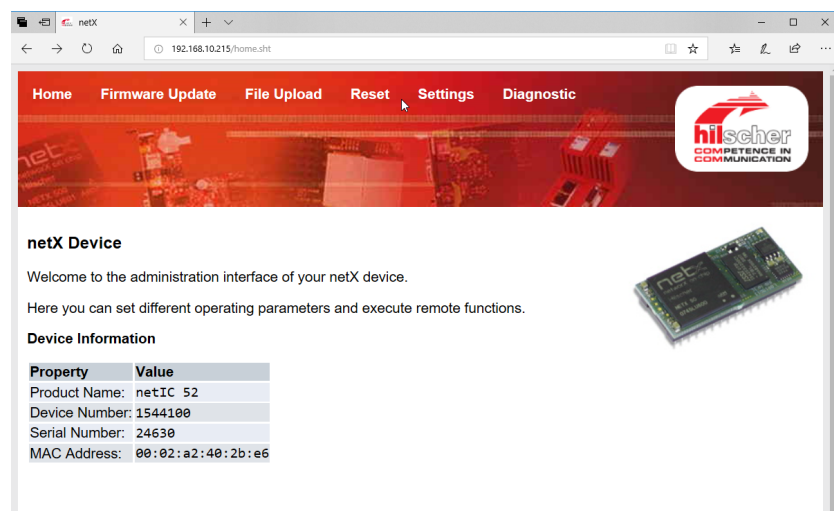 netX
192.168.10.215/home.sht
Home Firmware Update File Upload Reset Settings Diagnostic
hilscher
COMPETENCE IN
COMMUNICATION
netX Device
Welcome to the administration interface of your netX device.
Here you can set different operating parameters and execute remote functions.
Device Information
Property Value
Product Name: netIC 52
Device Number: 1544100
Serial Number: 24630
MAC Address: 00:02:a2:40:2b:e6